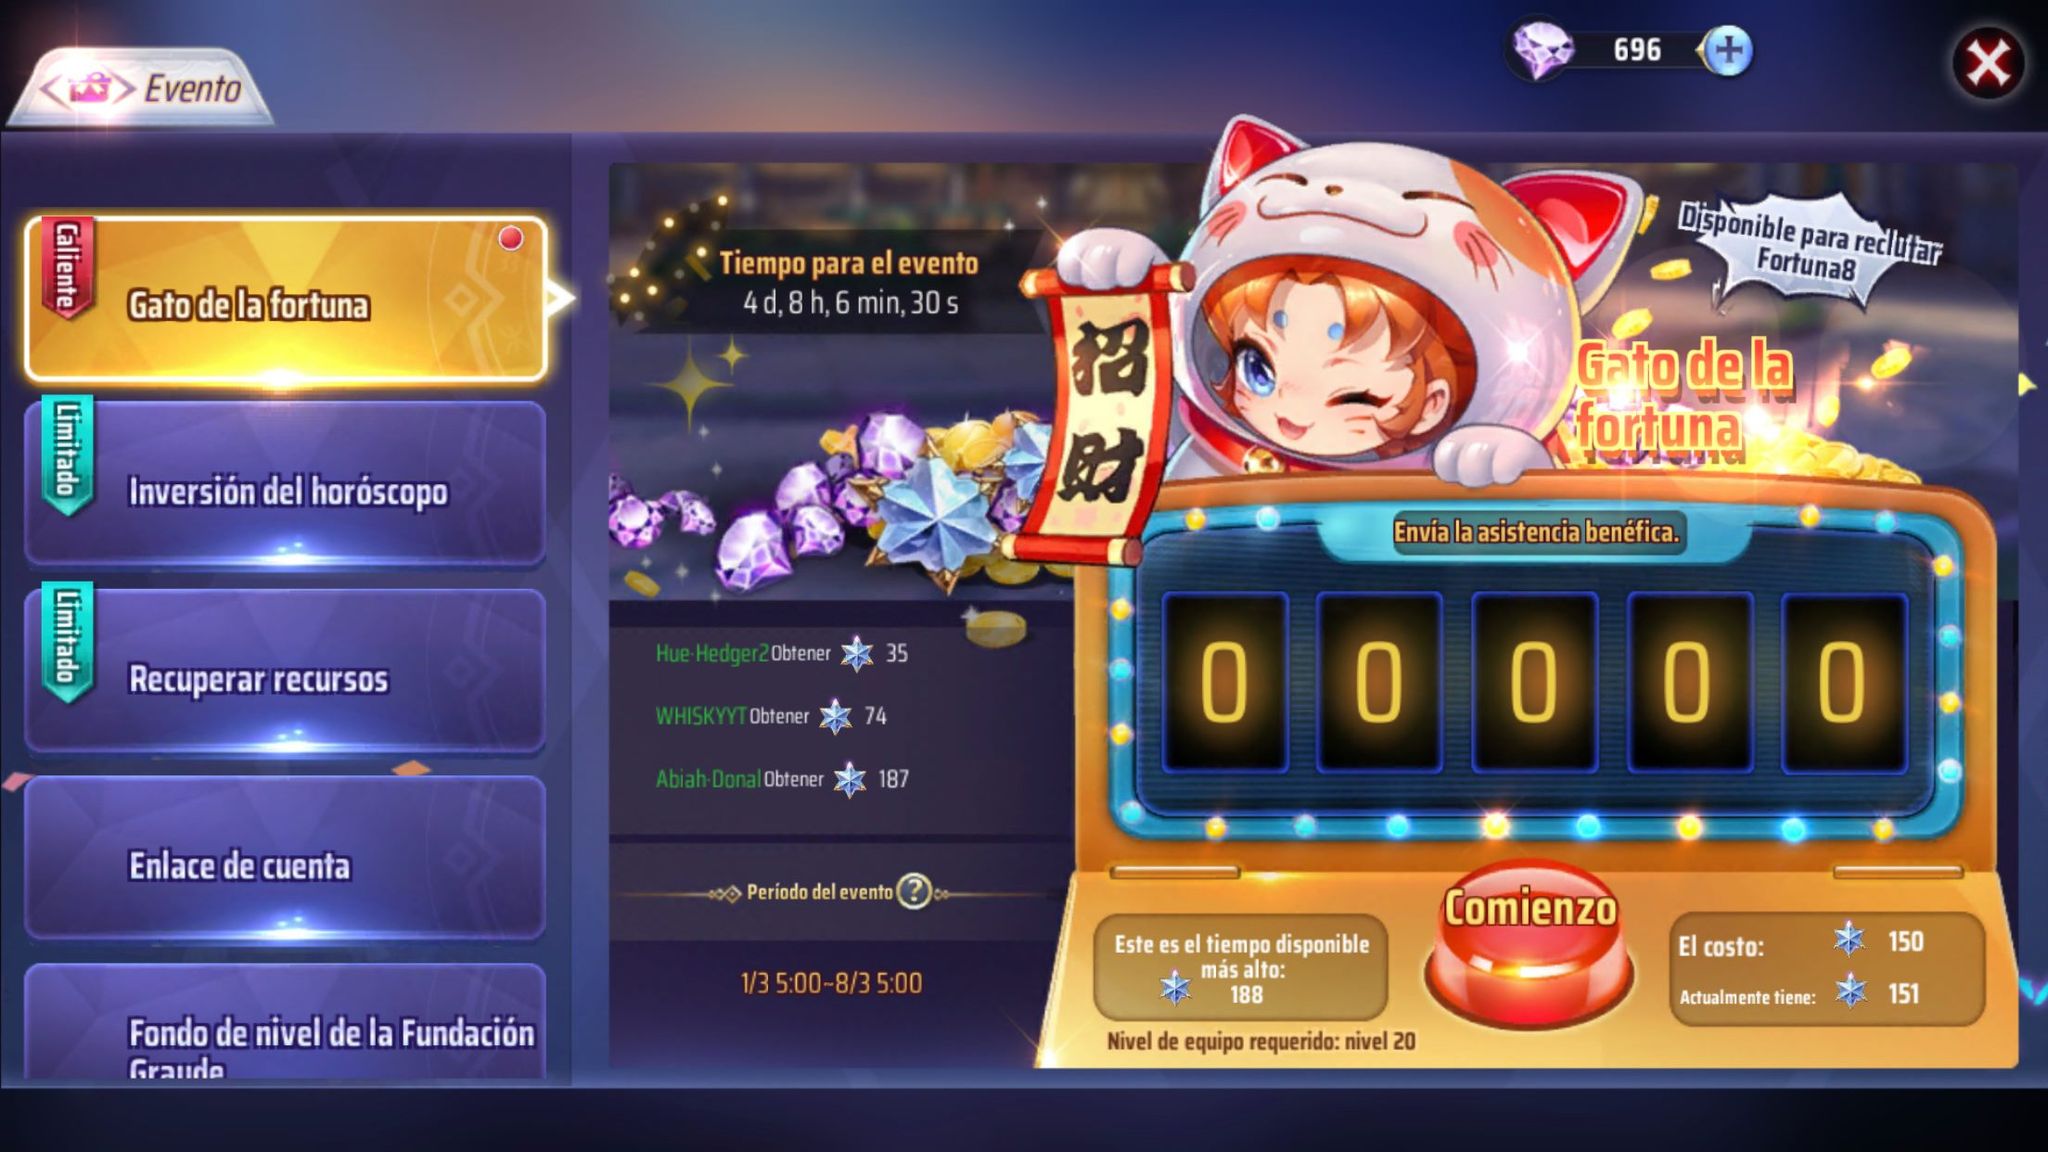 Evento
696
Caliente
Gato de la fortuna
Limitado
Inversión del horóscopo
Limitado
Recuperar recursos
Enlace de cuenta
Fondo de nivel de la Fundación
Graude
Tiempo para el evento
4 d, 8 h, 6 min, 30 s
招
财
Disponible para reclutar
Fortuna8
Gato de la
fortuna
Envía la asistencia benéfica.
0 0 0 0 0
Hue·Hedger2 Obtener 35
WHISKYYT Obtener 74
Abiah·Donal Obtener 187
Período del evento ?
1/3 5:00~8/3 5:00
Este es el tiempo disponible
más alto:
188
Nivel de equipo requerido: nivel 20
Comienzo
El costo: 150
Actualmente tiene: 151